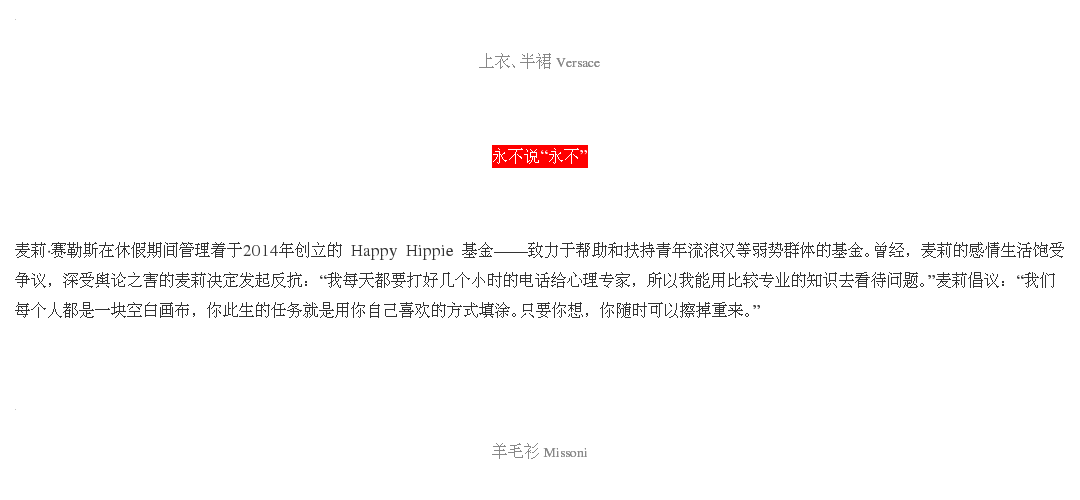 上衣、半裙 Versace
永不说“永不”
麦莉·赛勒斯在休假期间管理着于2014年创立的 Happy Hippie 基金——致力于帮助和扶持青年流浪汉等弱势群体的基金。曾经，麦莉的感情生活饱受
争议，深受舆论之害的麦莉决定发起反抗：“我每天都要打好几个小时的电话给心理专家，所以我能用比较专业的知识去看待问题。”麦莉倡议：“我们
每个人都是一块空白画布，你此生的任务就是用你自己喜欢的方式填涂。只要你想，你随时可以擦掉重来。”
羊毛衫 Missoni